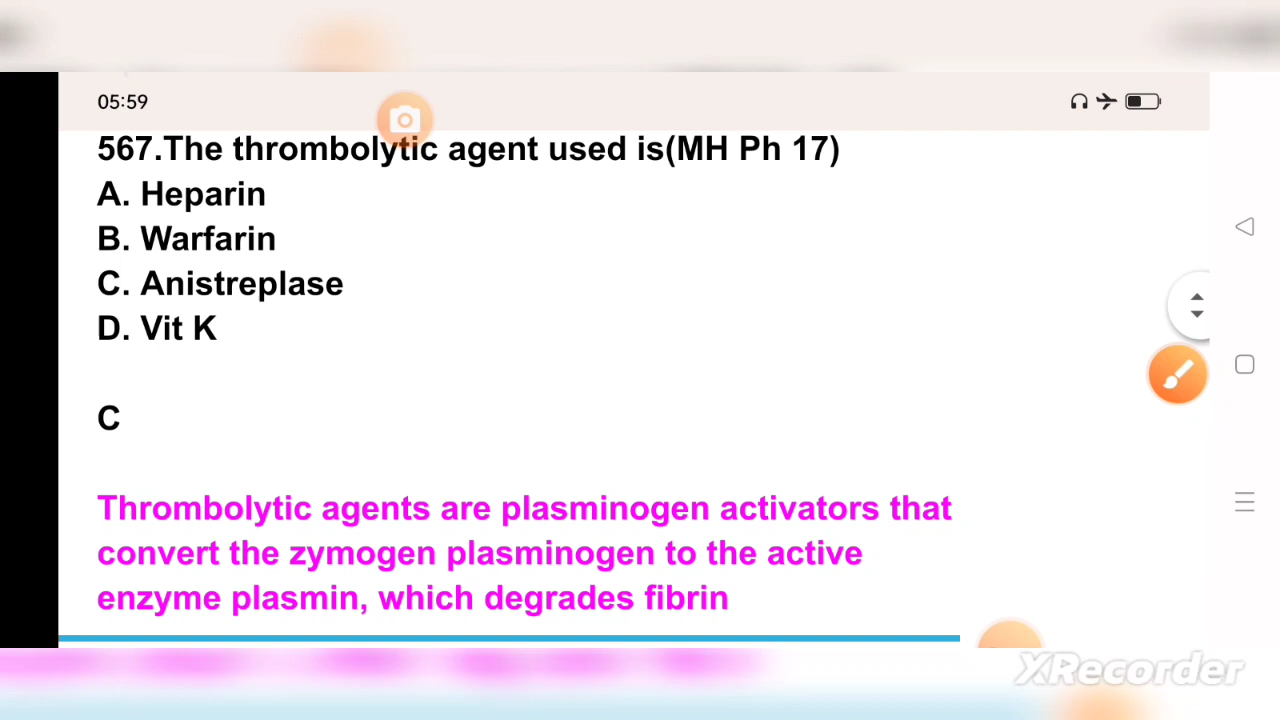 05:59
567.The thrombolytic agent used is(MH Ph 17)
A. Heparin
B. Warfarin
C. Anistreplase
D. Vit K
C
Thrombolytic agents are plasminogen activators that
convert the zymogen plasminogen to the active
enzyme plasmin, which degrades fibrin
XRecorder